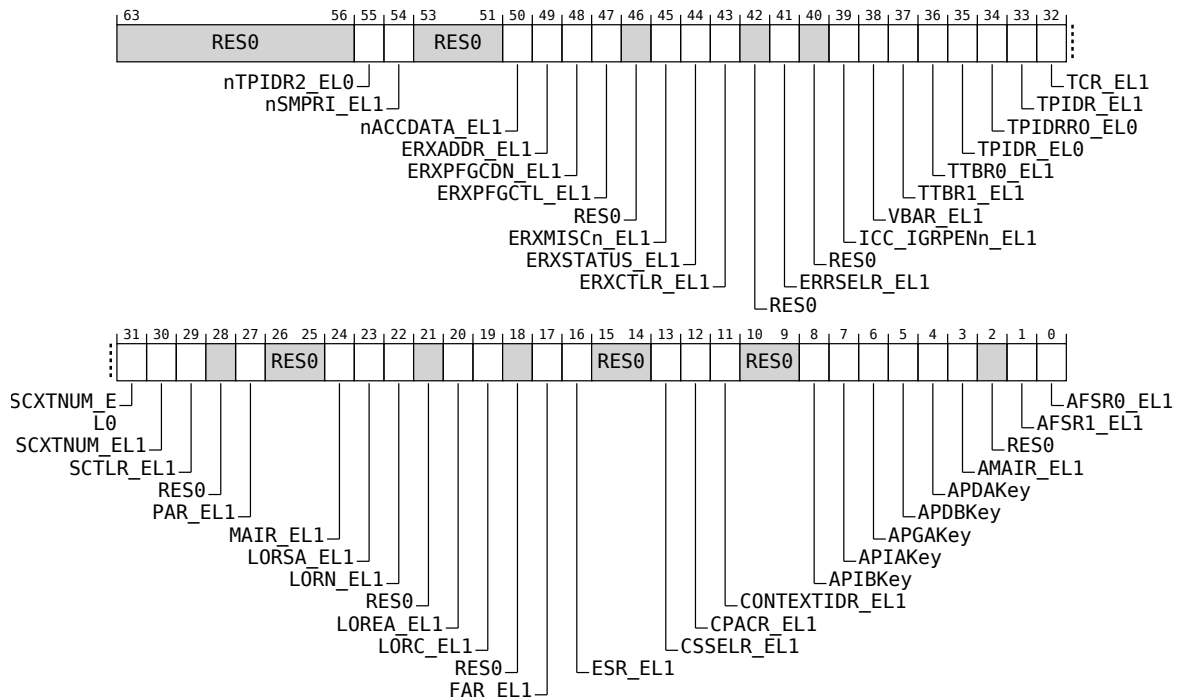 63 56 55 54 53 51 50 49 48 47 46 45 44 43 42 41 40 39 38 37 36 35 34 33 32
RES0 RES0
nTPIDR2_EL0 TCR_EL1
nSMPRI_EL1 TPIDR_EL1
nACCDATA_EL1 TPIDRRO_EL0
ERXADDR_EL1 TPIDR_EL0
ERXPFGCDN_EL1 TTBR0_EL1
ERXPFGCTL_EL1 TTBR1_EL1
RES0 VBAR_EL1
ERXMISCn_EL1 ICC_IGRPENn_EL1
ERXSTATUS_EL1 RES0
ERXCTLR_EL1 ERRSELR_EL1
RES0
31 30 29 28 27 26 25 24 23 22 21 20 19 18 17 16 15 14 13 12 11 10 9 8 7 6 5 4 3 2 1 0
RES0 RES0 RES0
SCXTNUM_E AFSR0_EL1
L0 AFSR1_EL1
SCXTNUM_EL1 RES0
SCTLR_EL1 AMAIR_EL1
RES0 APDAKey
PAR_EL1 APDBKey
MAIR_EL1 APGAKey
LORSA_EL1 APIAKey
LORN_EL1 APIBKey
RES0 CONTEXTIDR_EL1
LOREA_EL1 CPACR_EL1
LORC_EL1 CSSELR_EL1
RES0 ESR_EL1
FAR_EL1